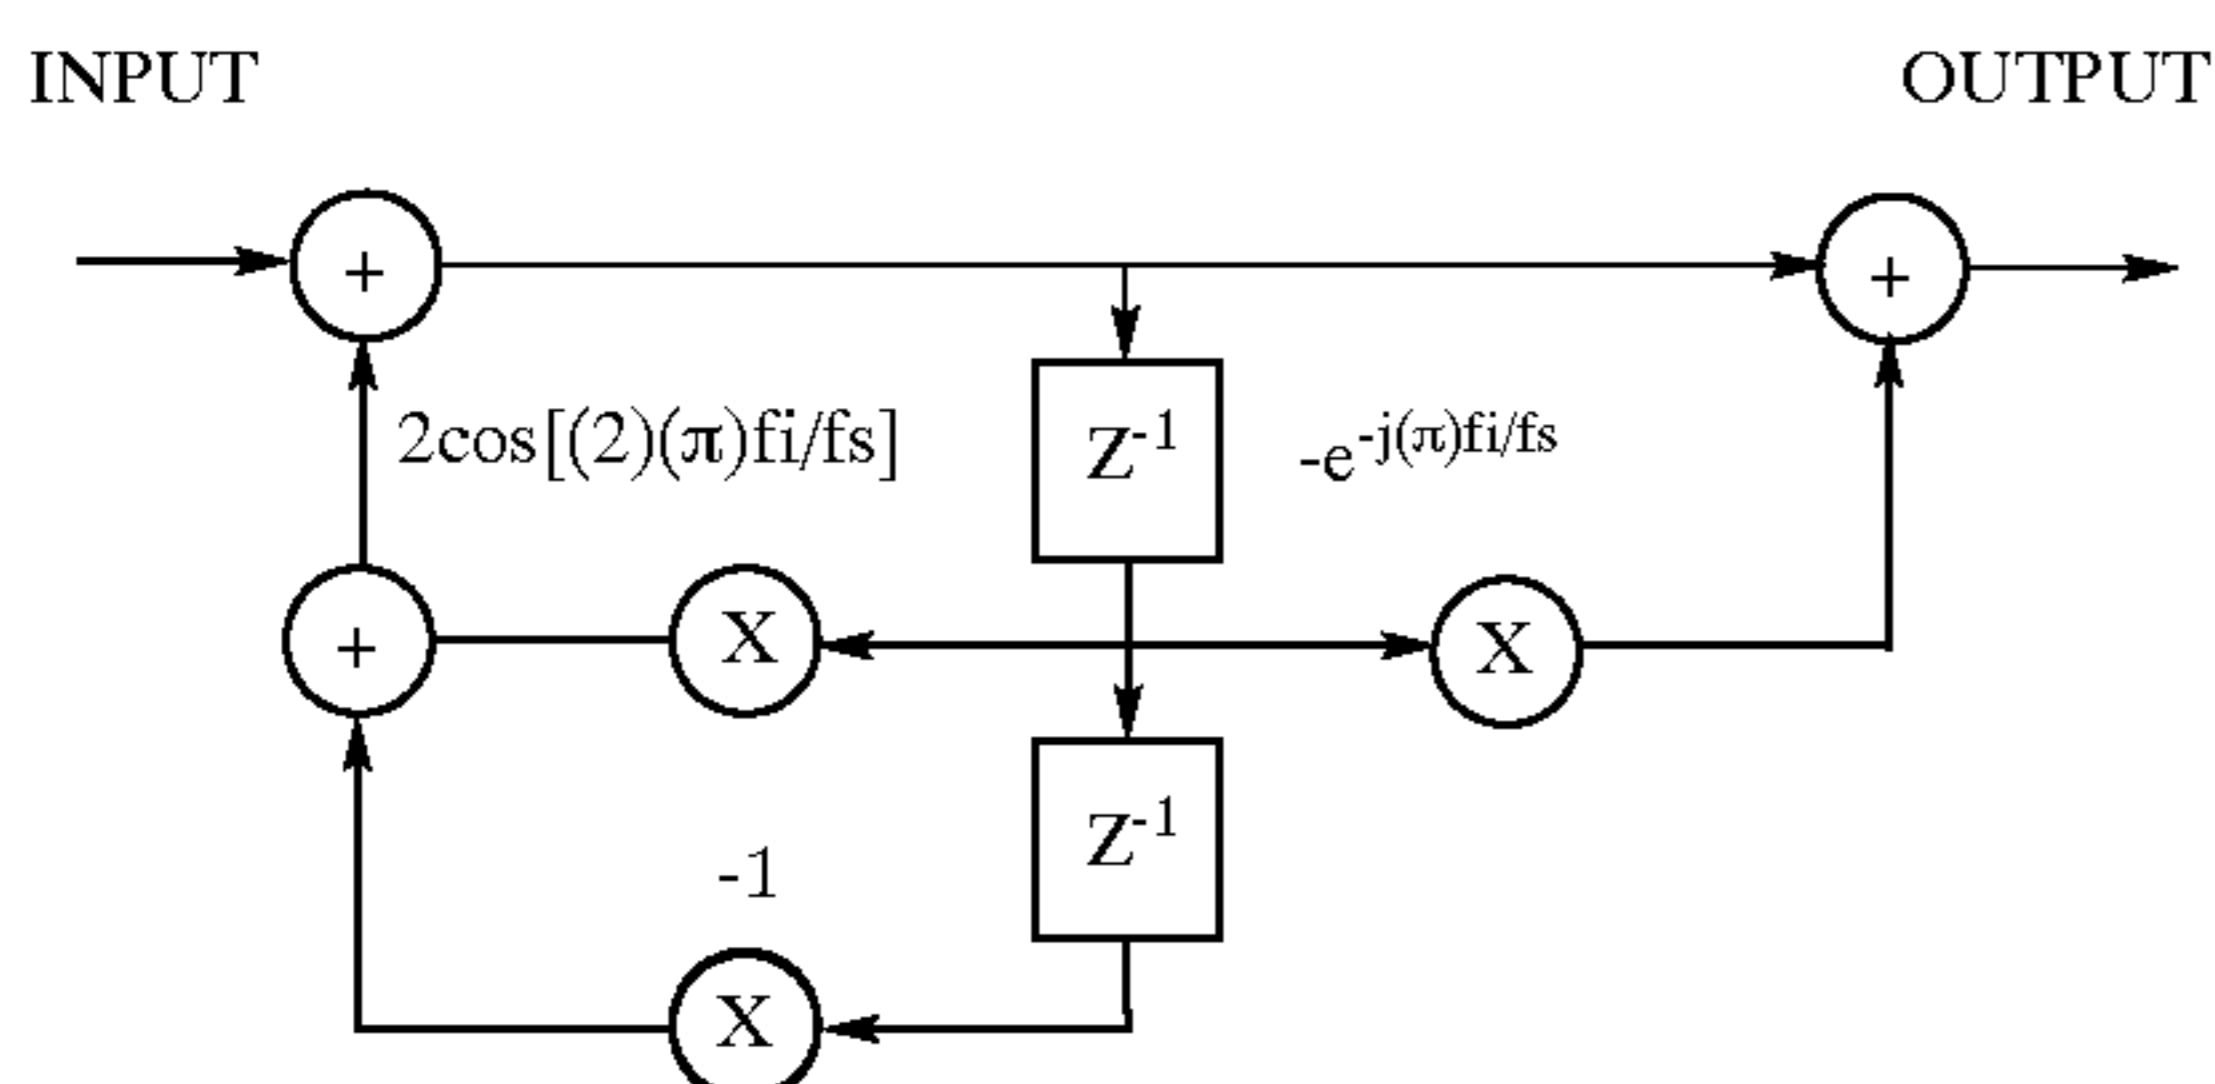 INPUT
OUTPUT
+
+
2cos[(2)(π)fi/fs]
Z-1
-e-j(π)fi/fs
+
X
X
Z-1
-1
X